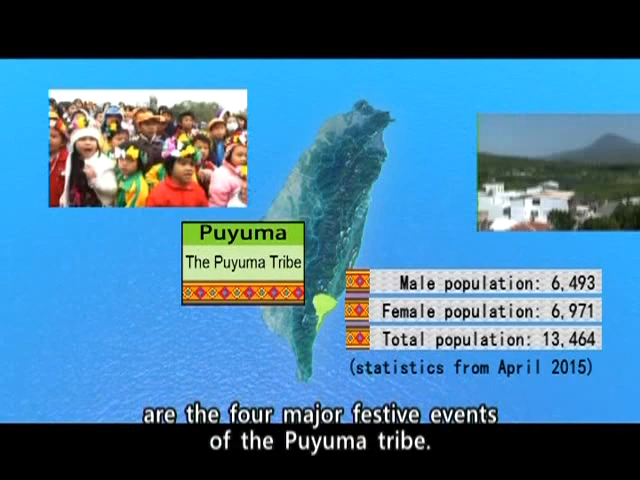 Puyuma
The Puyuma Tribe
Male population: 6,493
Female population: 6,971
Total population: 13,464
(statistics from April 2015)
are the four major festive events
of the Puyuma tribe.